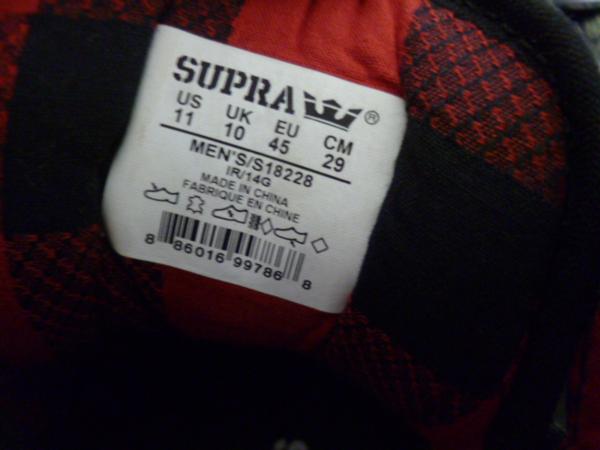 SUPRA ®
US UK EU CM
11 10 45 29
MEN'S/S18228
IR/14G
MADE IN CHINA
FABRIQUE EN CHINE
8 86016 99786 8